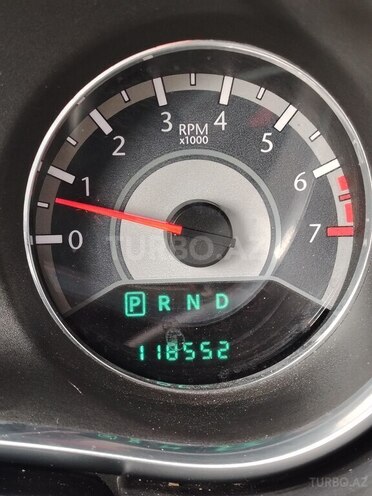 0 1 2 3 4 5 6 7
RPM
x1000
TURBO.AZ
P R N D
118552
TURBO.AZ